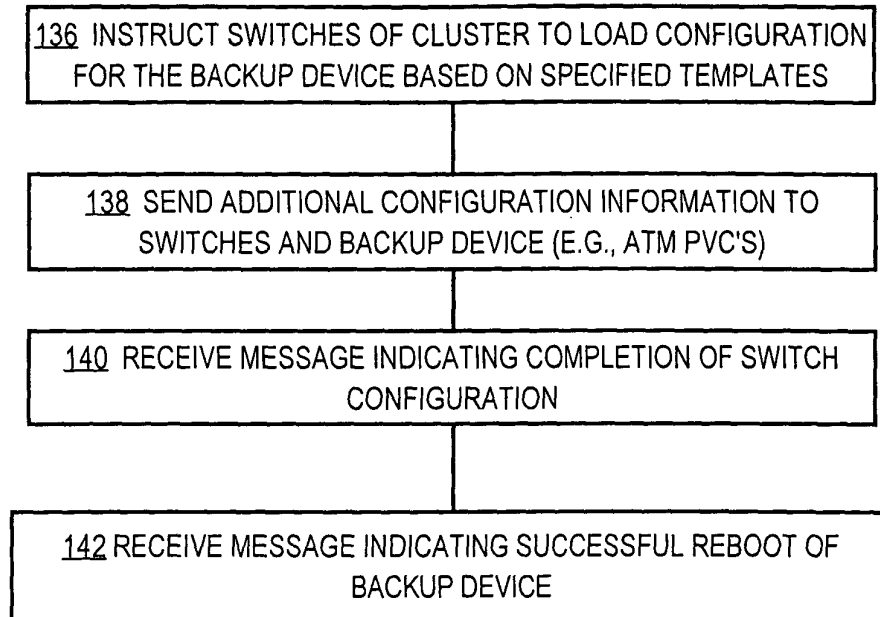 136 INSTRUCT SWITCHES OF CLUSTER TO LOAD CONFIGURATION
FOR THE BACKUP DEVICE BASED ON SPECIFIED TEMPLATES
138 SEND ADDITIONAL CONFIGURATION INFORMATION TO
SWITCHES AND BACKUP DEVICE (E.G., ATM PVC'S)
140 RECEIVE MESSAGE INDICATING COMPLETION OF SWITCH
CONFIGURATION
142 RECEIVE MESSAGE INDICATING SUCCESSFUL REBOOT OF
BACKUP DEVICE